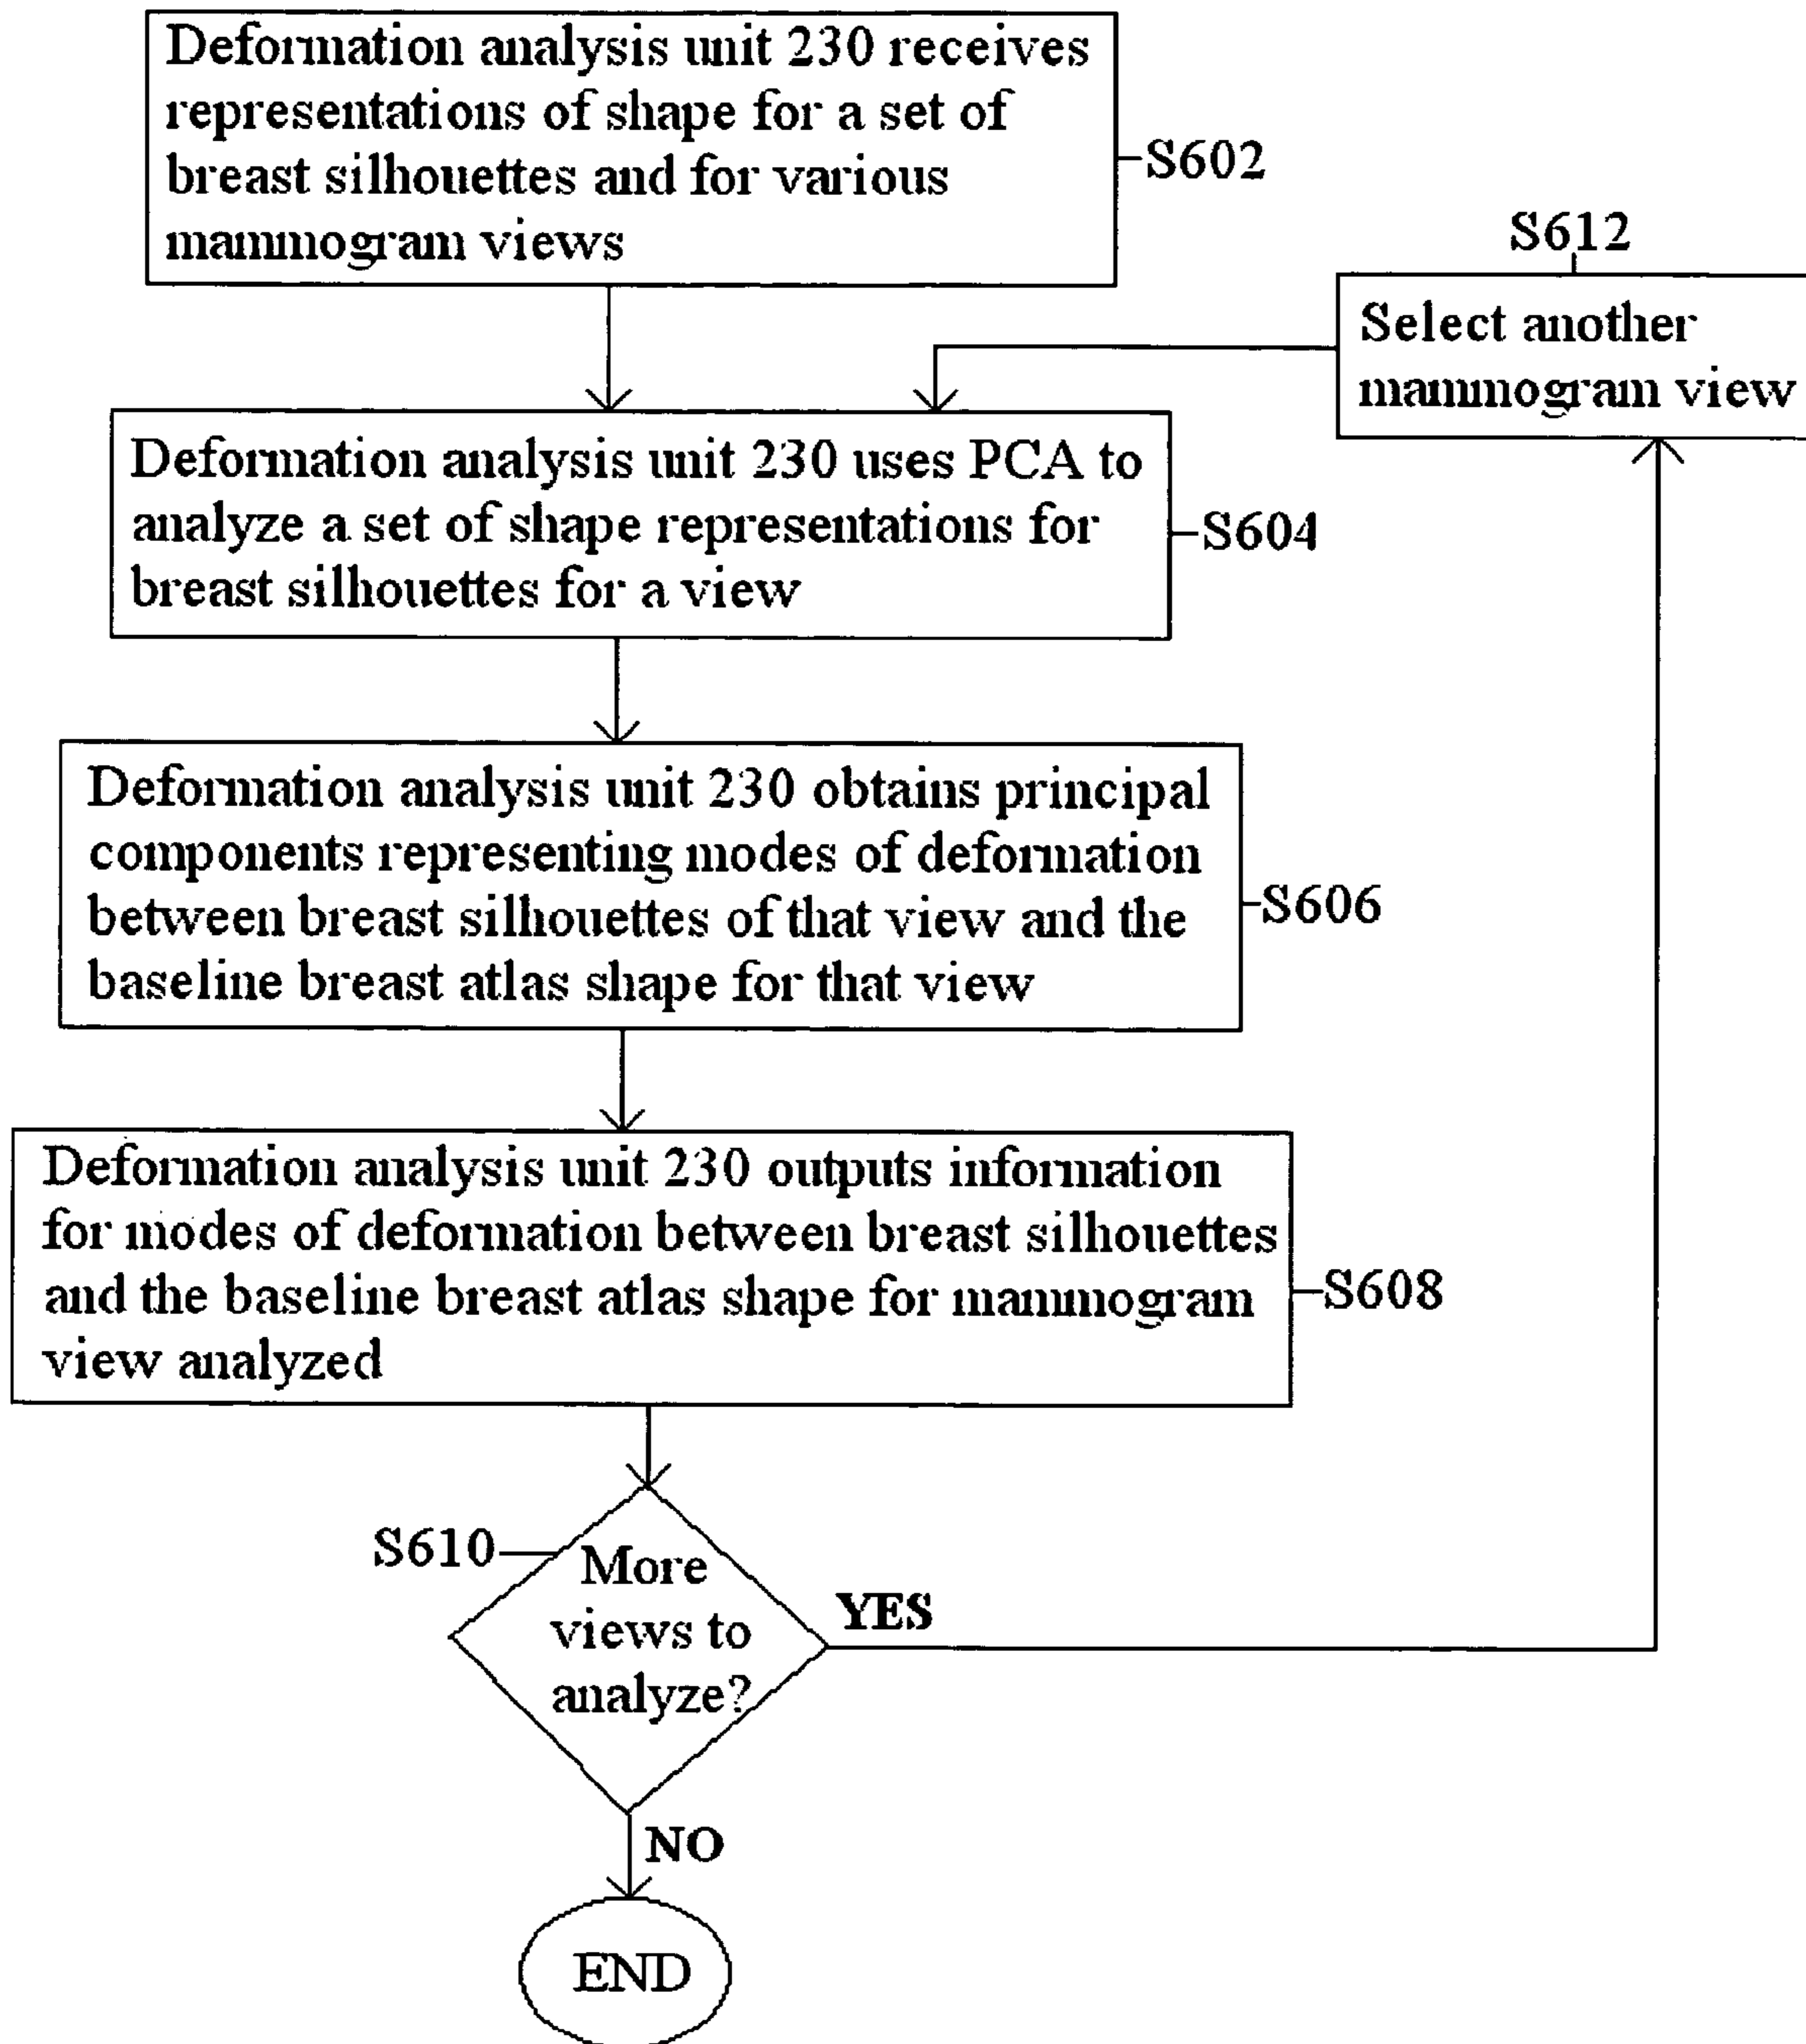 Deformation analysis unit 230 receives
representations of shape for a set of
breast silhouettes and for various
mammogram views
S602
S612
Select another
mammogram view
Deformation analysis unit 230 uses PCA to
analyze a set of shape representations for
breast silhouettes for a view
S604
Deformation analysis unit 230 obtains principal
components representing modes of deformation
between breast silhouettes of that view and the
baseline breast atlas shape for that view
S606
Deformation analysis unit 230 outputs information
for modes of deformation between breast silhouettes
and the baseline breast atlas shape for mammogram
view analyzed
S608
S610
More
views to
analyze?
YES
NO
END